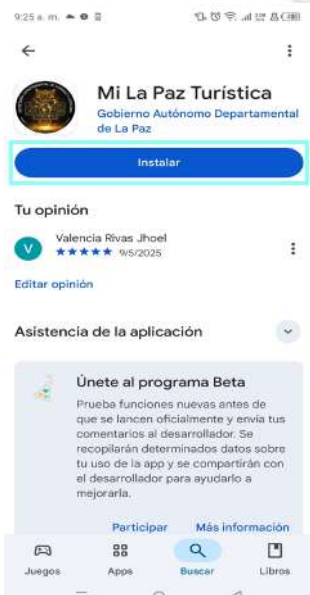 9:25 a. m.
Mi La Paz Turística
Gobierno Autónomo Departamental
de La Paz
Instalar
Tu opinión
V
Valencia Rivas Jhoel
★★★★★ 9/5/2025
Editar opinión
Asistencia de la aplicación
Únete al programa Beta
Prueba funciones nuevas antes de
que se lancen oficialmente y envía tus
comentarios al desarrollador. Se
recopilarán determinados datos sobre
tu uso de la app y se compartirán con
el desarrollador para ayudarlo a
mejorarla.
Participar Más información
Juegos Apps Buscar Libros